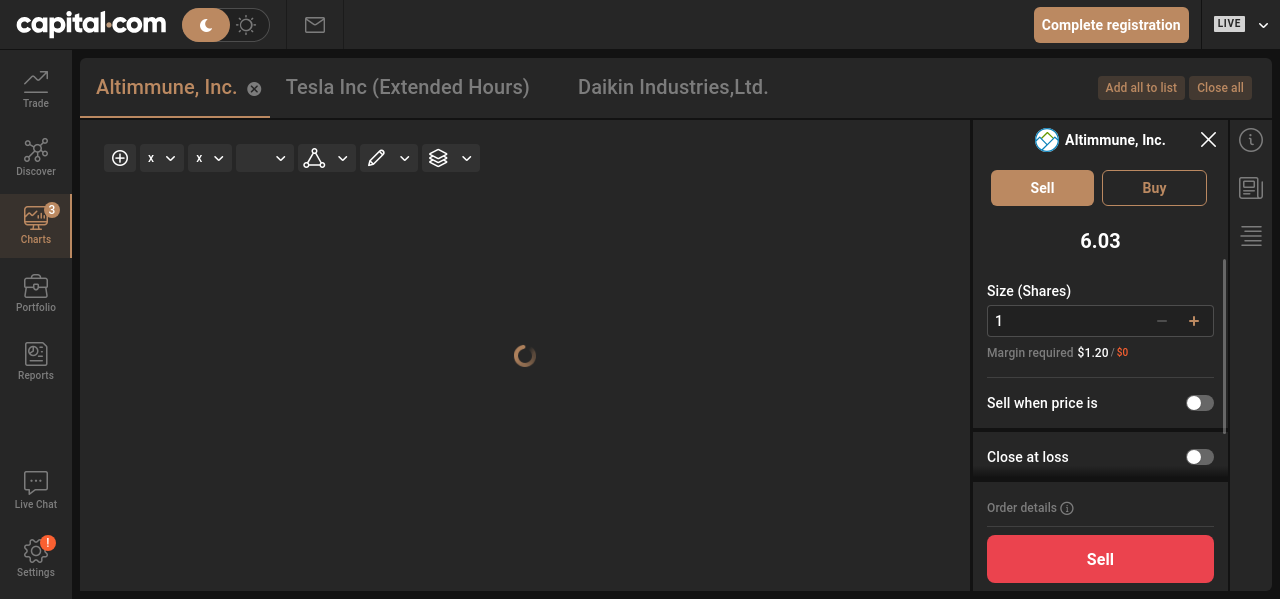 capital.com
Complete registration
LIVE
Trade
Discover
3
Charts
Portfolio
Reports
Live Chat
!
Settings
Altimmune, Inc.
Tesla Inc (Extended Hours)
Daikin Industries,Ltd.
Add all to list
Close all
x
x
Altimmune, Inc.
Sell
Buy
6.03
Size (Shares)
1
Margin required $1.20 / $0
Sell when price is
Close at loss
Order details
Sell